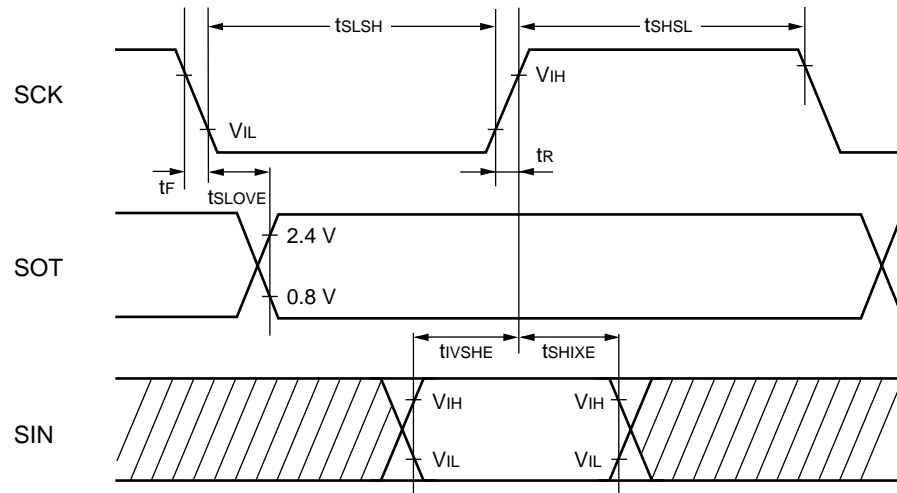 tSLSH
tSHSL
SCK
VIH
VIL
tF
tSLOVE
tR
SOT
2.4 V
0.8 V
tIVSHE
tSHIXE
SIN
VIH
VIH
VIL
VIL